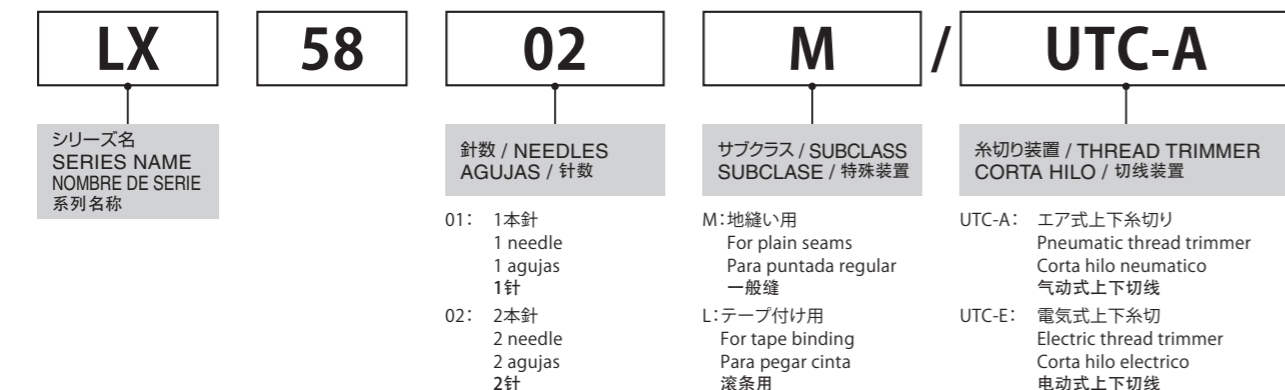 LX 58 02 M / UTC-A
シリーズ名
SERIES NAME
NOMBRE DE SERIE
系列名称
針数 / NEEDLES
AGUJAS / 针数
サブクラス / SUBCLASS
SUBCLASE / 特殊装置
糸切り装置 / THREAD TRIMMER
CORTA HILO / 切线装置
01： 1本針
1 needle
1 agujas
1针
02： 2本針
2 needle
2 agujas
2针
M：地縫い用
For plain seams
Para puntada regular
一般缝
L：テープ付け用
For tape binding
Para pegar cinta
滚条用
UTC-A： エア式上下糸切り
Pneumatic thread trimmer
Corta hilo neumatico
气动式上下切线
UTC-E： 電気式上下糸切
Electric thread trimmer
Corta hilo electrico
电动式上下切线